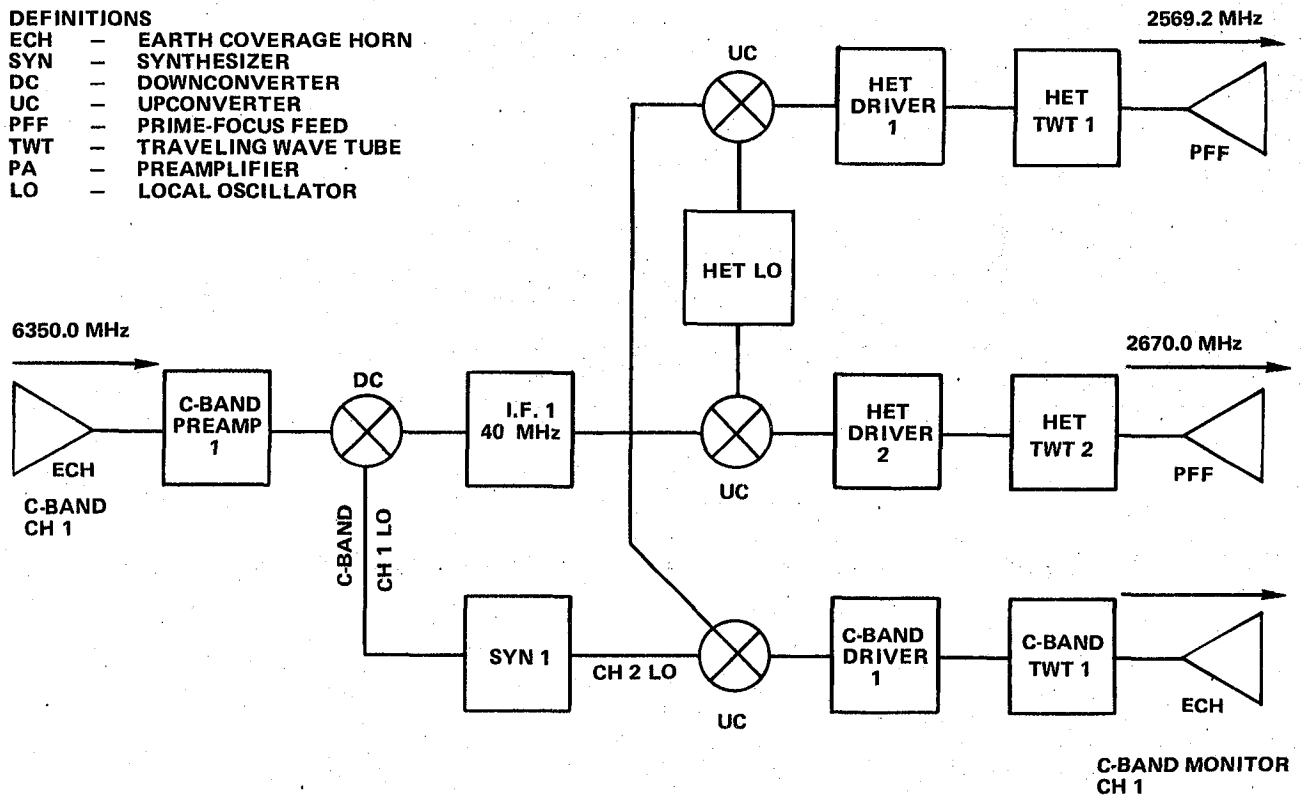 DEFINITIONS
ECH – EARTH COVERAGE HORN
SYN – SYNTHESIZER
DC – DOWNCONVERTER
UC – UPCONVERTER
PFF – PRIME-FOCUS FEED
TWT – TRAVELING WAVE TUBE
PA – PREAMPLIFIER
LO – LOCAL OSCILLATOR
2569.2 MHz
UC
HET
DRIVER
1
HET
TWT 1
PFF
HET LO
6350.0 MHz
2670.0 MHz
C-BAND
PREAMP
1
DC
I.F. 1
40 MHz
HET
DRIVER
2
HET
TWT 2
ECH
UC
PFF
C-BAND
CH 1
C-BAND
CH 1 LO
SYN 1
CH 2 LO
C-BAND
DRIVER
1
C-BAND
TWT 1
UC
ECH
C-BAND MONITOR
CH 1